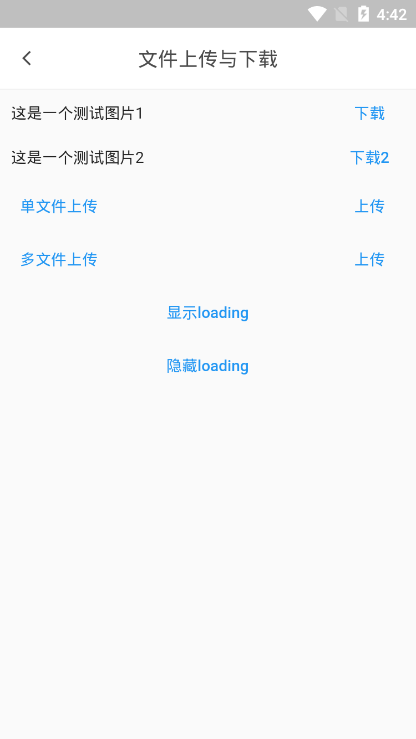 4:42
文件上传与下载
这是一个测试图片1 下载
这是一个测试图片2 下载2
单文件上传 上传
多文件上传 上传
显示loading
隐藏loading